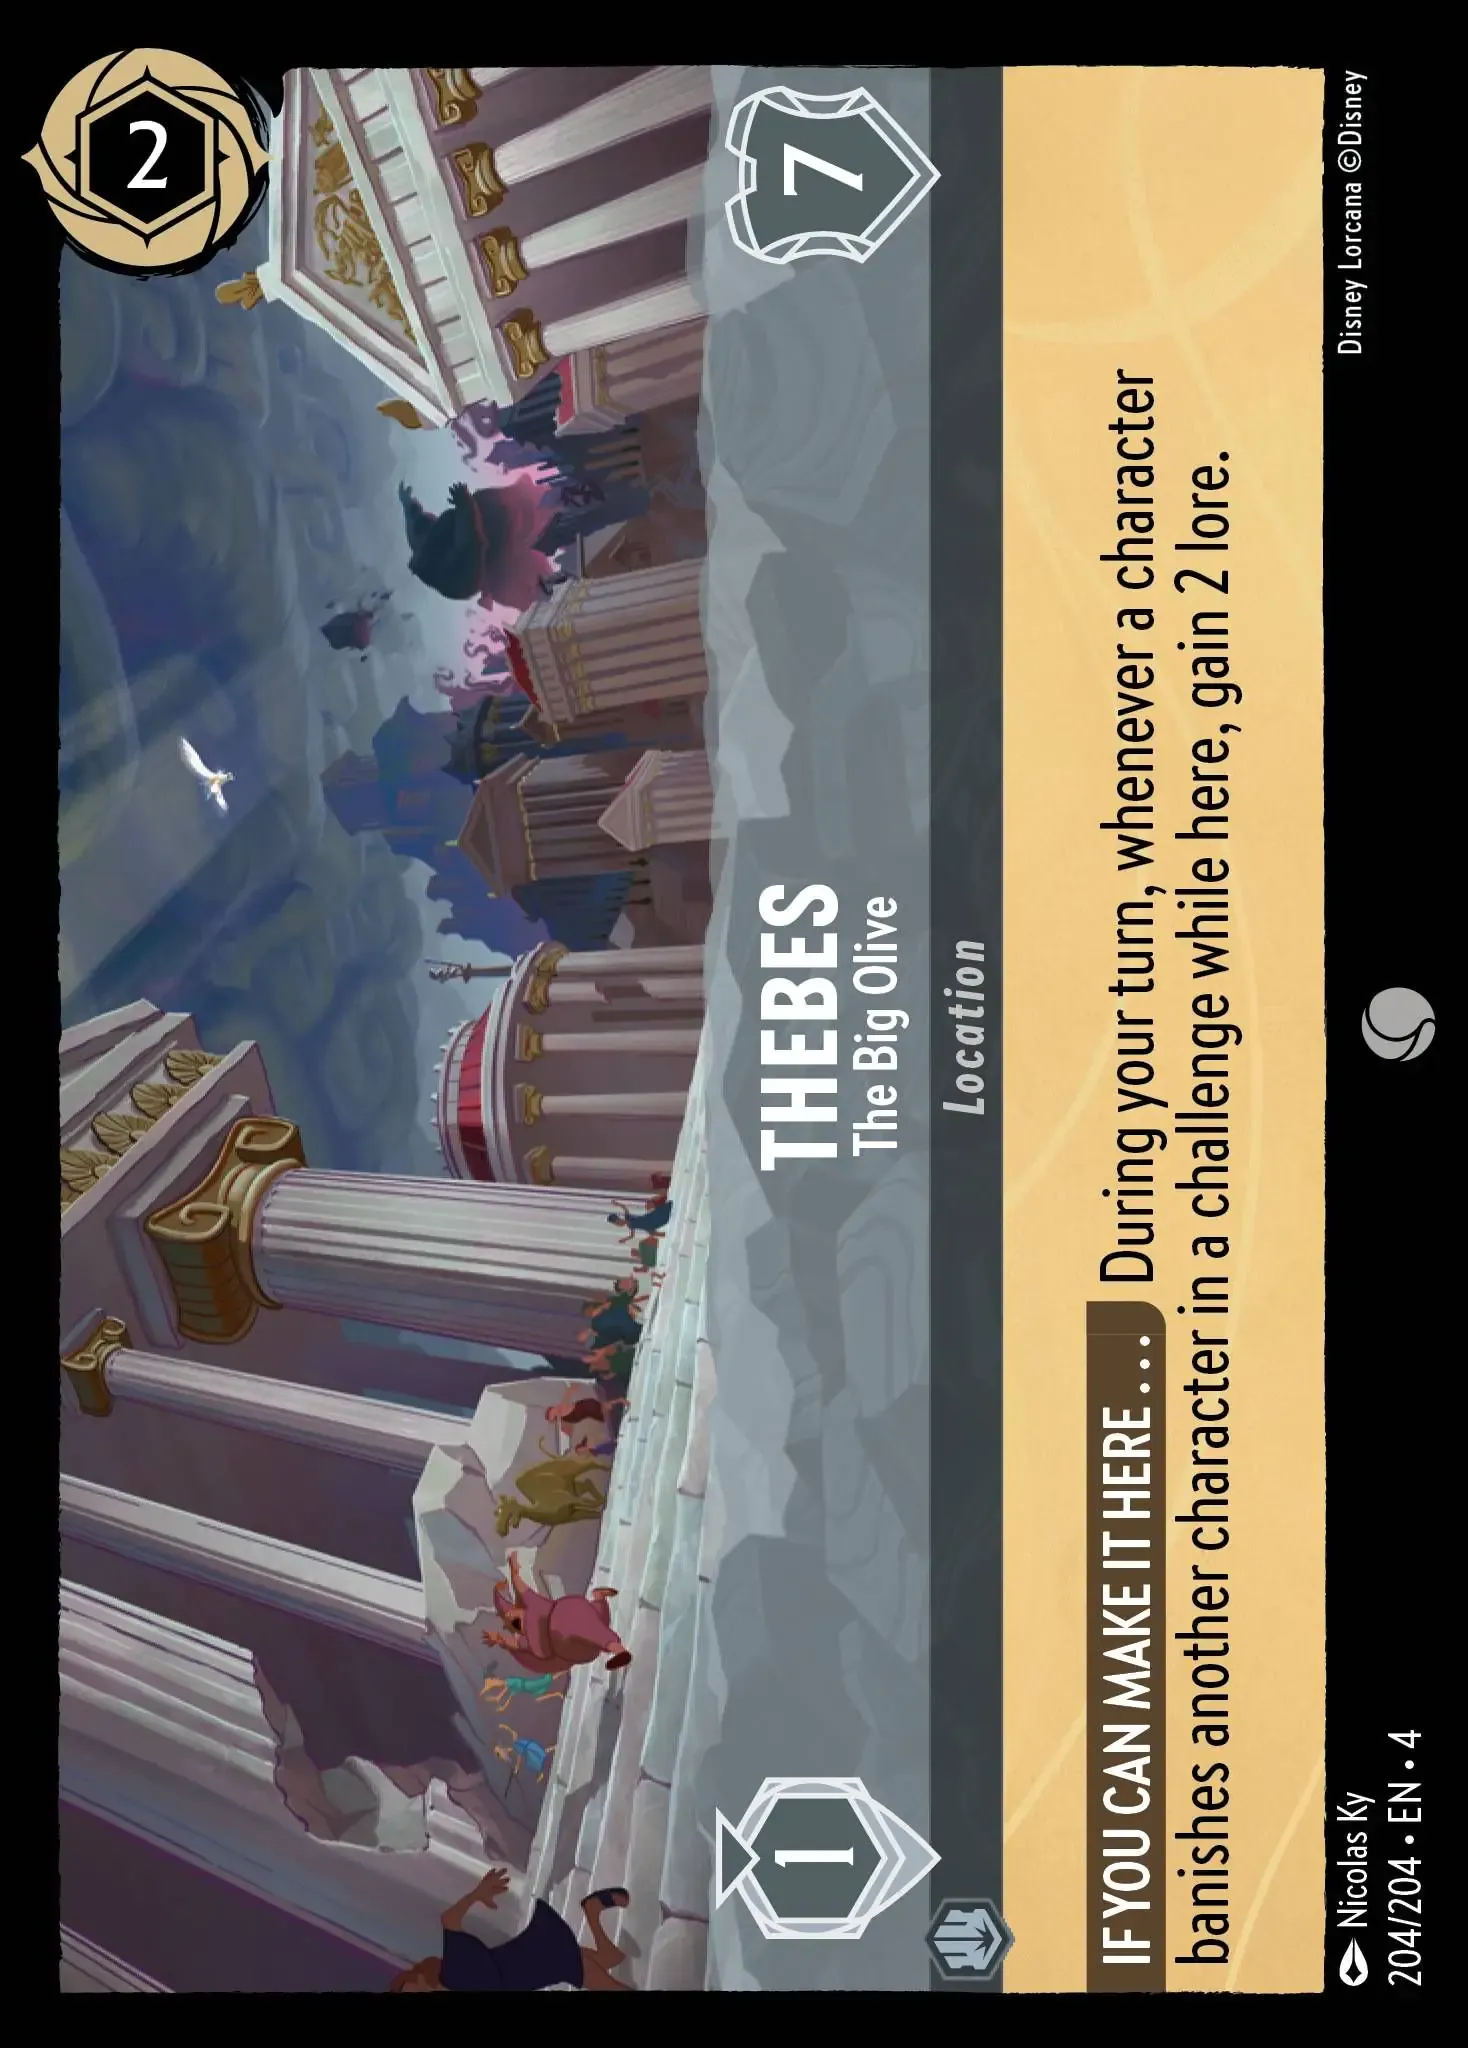 2
7
1
THEBES
The Big Olive
Location
IF YOU CAN MAKE IT HERE... During your turn, whenever a character
banishes another character in a challenge while here, gain 2 lore.
Nicolas Ky
204/204 • EN • 4
Disney Lorcana ©Disney